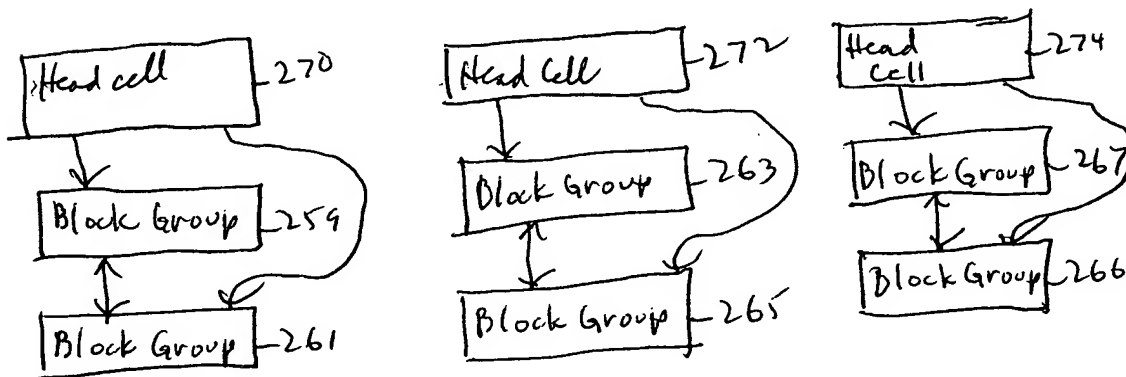 Head cell 270
Block Group 259
Block Group 261
Head Cell 272
Block Group 263
Block Group 265
Head
Cell 274
Block Group 267
Block Group 266